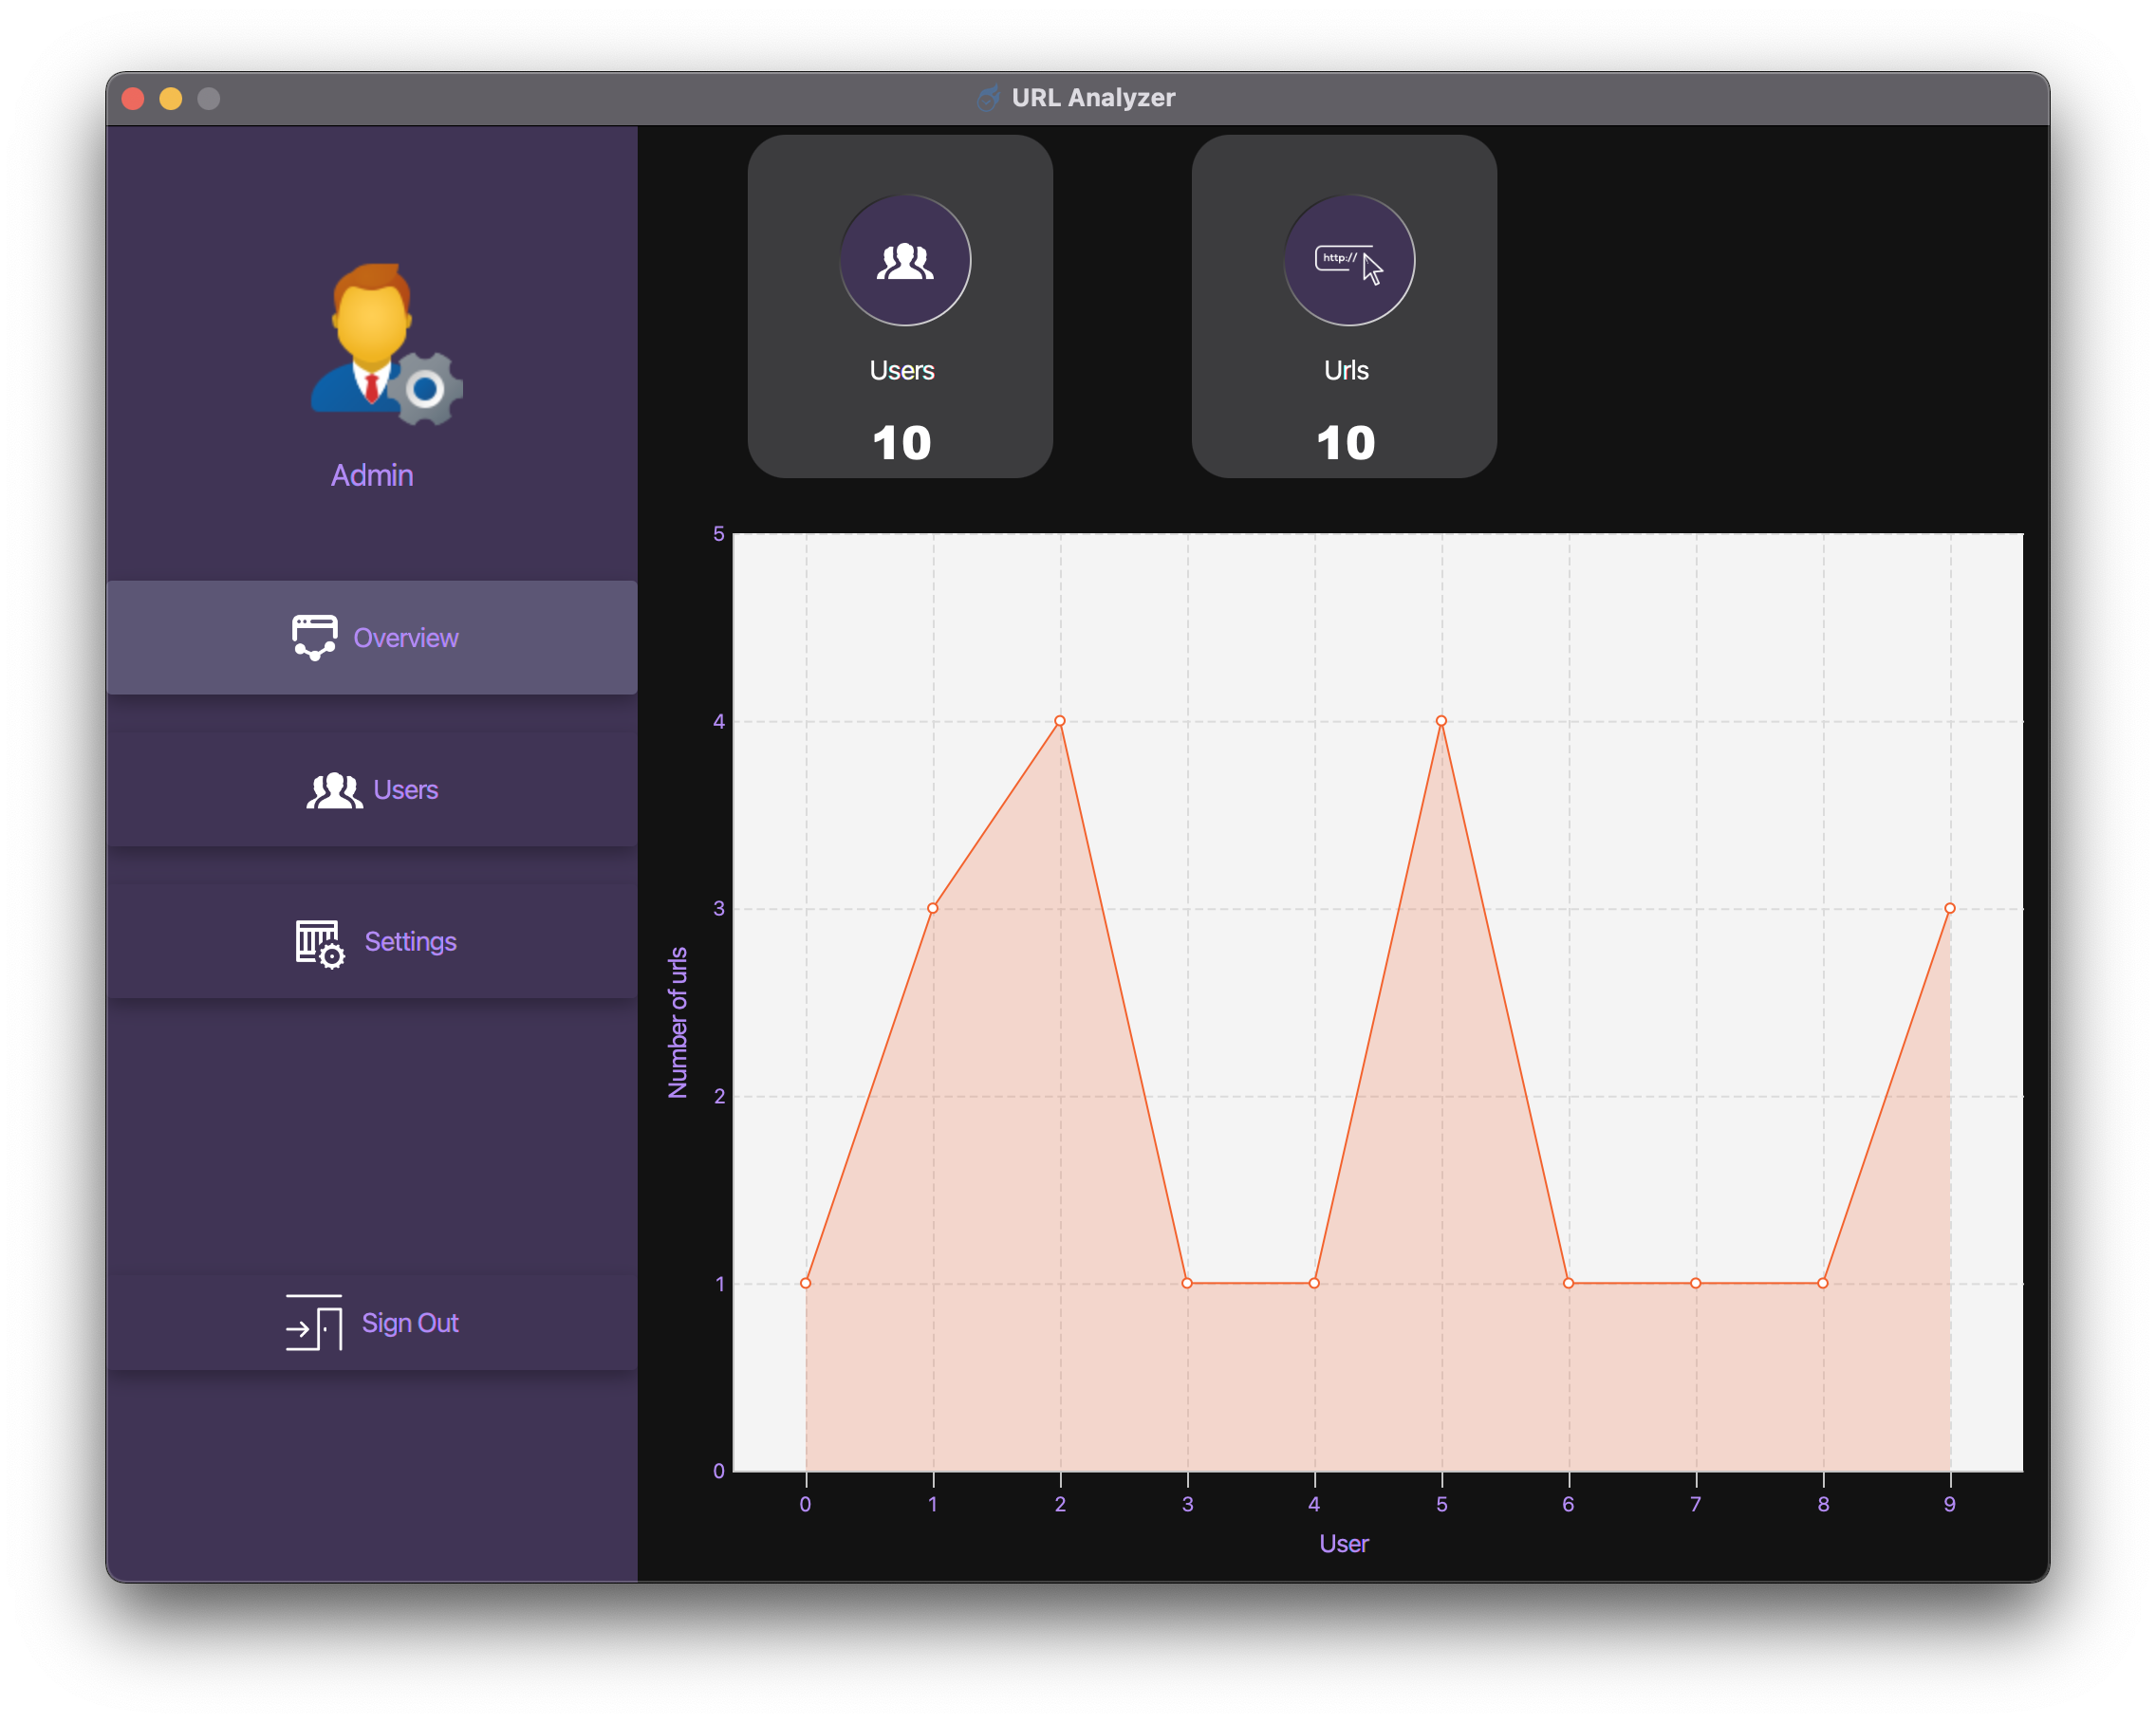 URL Analyzer
Admin
Overview
Users
Settings
Sign Out
Users
10
http://
Urls
10
Number of urls
5
4
3
2
1
0
0 1 2 3 4 5 6 7 8 9
User